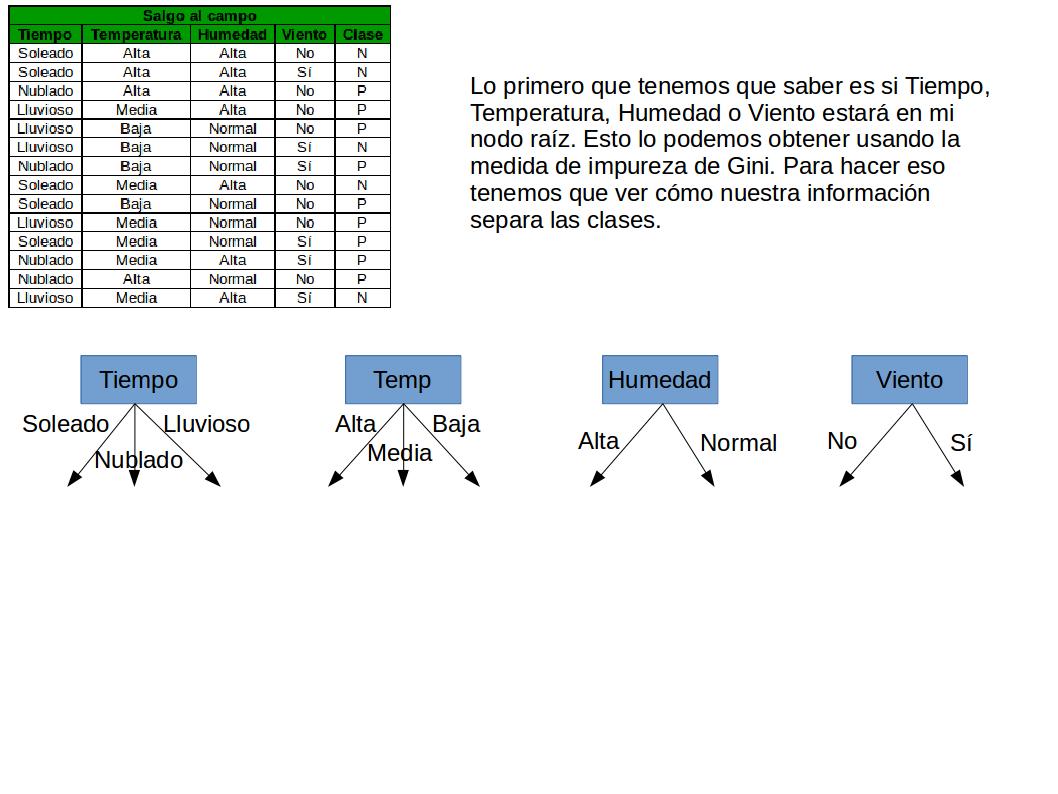 Salgo al campo
Tiempo Temperatura Humedad Viento Clase
Soleado Alta Alta No N
Soleado Alta Alta Sí N
Nublado Alta Alta No P
Lluvioso Media Alta No P
Lluvioso Baja Normal No P
Lluvioso Baja Normal Sí N
Nublado Baja Normal Sí P
Soleado Media Alta No N
Soleado Baja Normal No P
Lluvioso Media Normal No P
Soleado Media Normal Sí P
Nublado Media Alta Sí P
Nublado Alta Normal No P
Lluvioso Media Alta Sí N
Lo primero que tenemos que saber es si Tiempo,
Temperatura, Humedad o Viento estará en mi
nodo raíz. Esto lo podemos obtener usando la
medida de impureza de Gini. Para hacer eso
tenemos que ver cómo nuestra información
separa las clases.
Tiempo
Soleado Lluvioso
Nublado
Temp
Alta Baja
Media
Humedad
Alta Normal
Viento
No Sí